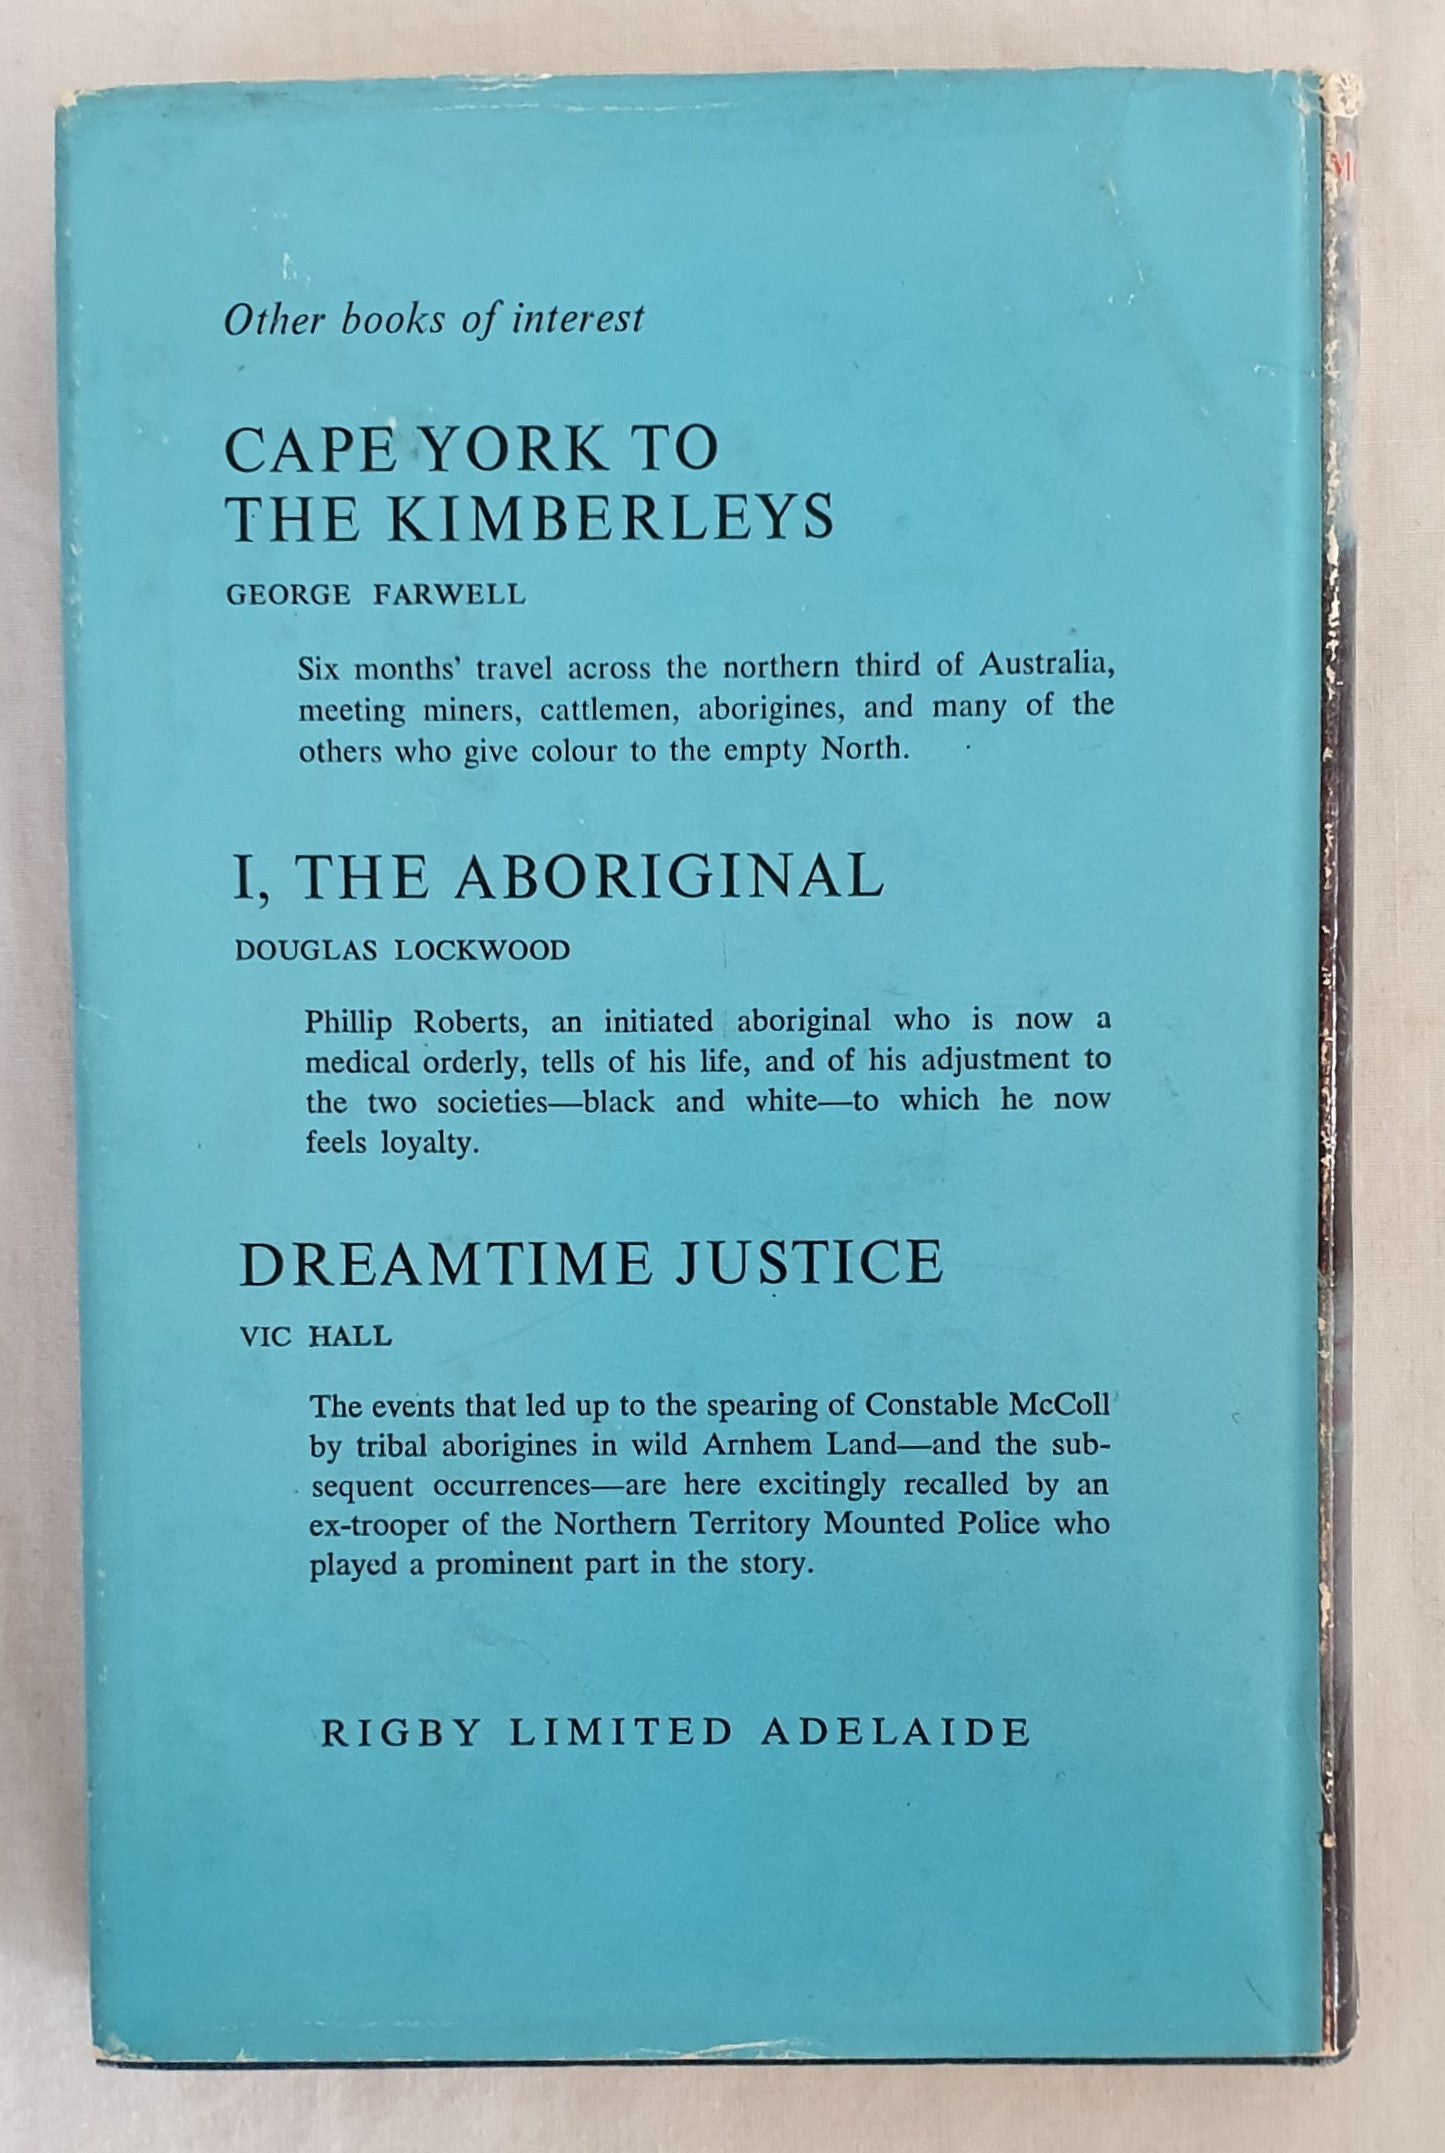 Other books of interest
CAPE YORK TO
THE KIMBERLEYS
GEORGE FARWELL
Six months' travel across the northern third of Australia,
meeting miners, cattlemen, aborigines, and many of the
others who give colour to the empty North.
I, THE ABORIGINAL
DOUGLAS LOCKWOOD
Phillip Roberts, an initiated aboriginal who is now a
medical orderly, tells of his life, and of his adjustment to
the two societies—black and white—to which he now
feels loyalty.
DREAMTIME JUSTICE
VIC HALL
The events that led up to the spearing of Constable McColl
by tribal aborigines in wild Arnhem Land—and the sub-
sequent occurrences—are here excitingly recalled by an
ex-trooper of the Northern Territory Mounted Police who
played a prominent part in the story.
RIGBY LIMITED ADELAIDE